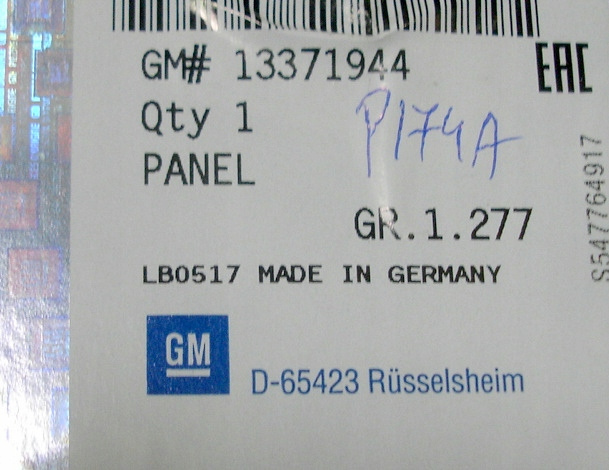 GM# 13371944
EAC
Qty 1
P174A
PANEL
GR.1.277
S547764917
LB0517 MADE IN GERMANY
GM
D-65423 Rüsselsheim